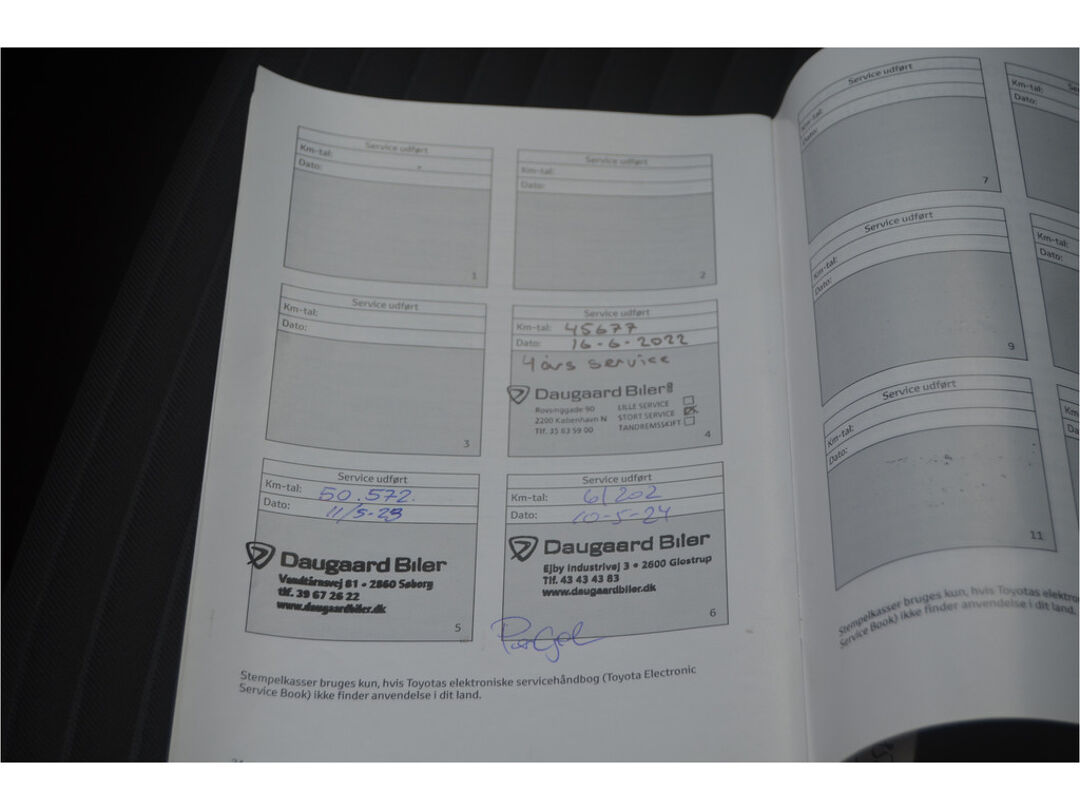 Service udført
Km-tal:
Dato:
1
Service udført
Km-tal:
Dato:
2
Service udført
Km-tal:
Dato:
3
Service udført
Km-tal: 45677
Dato: 16-6-2022
4 års service
Daugaard Biler
Rovsinggade 90
2200 København N
Tlf. 35 83 59 00
LILLE SERVICE
STORT SERVICE
TANDREMSSKIFT
4
Service udført
Km-tal: 50.572.
Dato: 11/5-23
Daugaard Biler
Vandtårnsvej 81 • 2860 Søborg
tlf. 39 67 26 22
www.daugaardbiler.dk
5
Service udført
Km-tal: 61202
Dato: 10-5-24
Daugaard Biler
Ejby Industrivej 3 • 2600 Glostrup
Tlf. 43 43 43 83
www.daugaardbiler.dk
6
Stempelkasser bruges kun, hvis Toyotas elektroniske servicehåndbog (Toyota Electronic
Service Book) ikke finder anvendelse i dit land.
Service udført
Km-tal:
Dato:
7
Km-tal:
Dato:
Service udført
Km-tal:
Dato:
9
Km-tal:
Dato:
Service udført
Km-tal:
Dato:
11
Stempelkasser bruges kun, hvis Toyotas elektro
Service Book) ikke finder anvendelse i dit land.